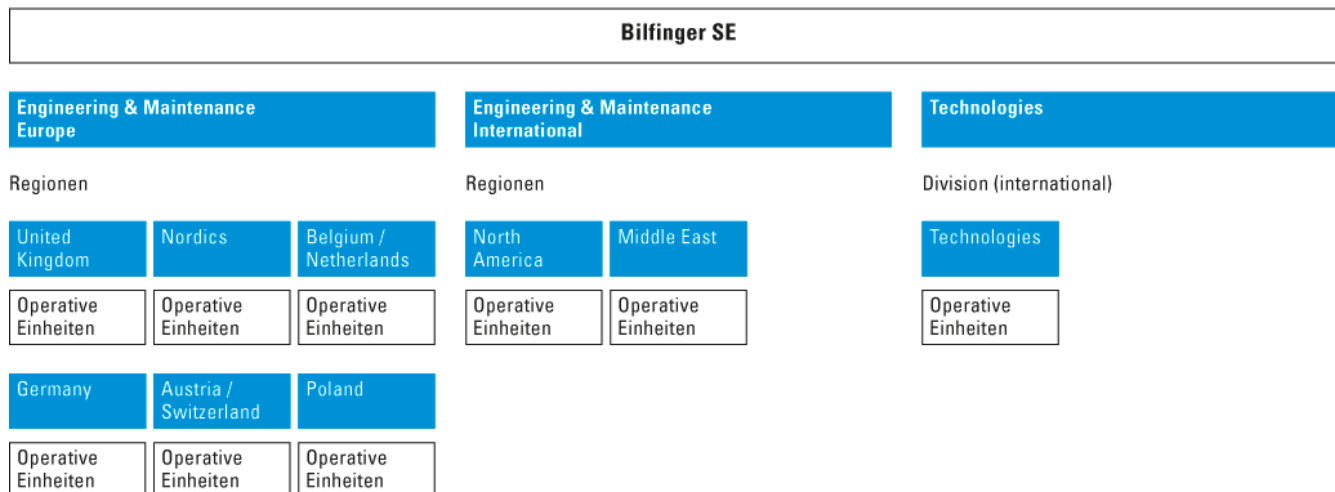 Bilfinger SE
Engineering & Maintenance
Europe
Engineering & Maintenance
International
Technologies
Regionen
Regionen
Division (international)
United
Kingdom
Nordics
Belgium /
Netherlands
North
America
Middle East
Technologies
Operative
Einheiten
Operative
Einheiten
Operative
Einheiten
Operative
Einheiten
Operative
Einheiten
Operative
Einheiten
Germany
Austria /
Switzerland
Poland
Operative
Einheiten
Operative
Einheiten
Operative
Einheiten